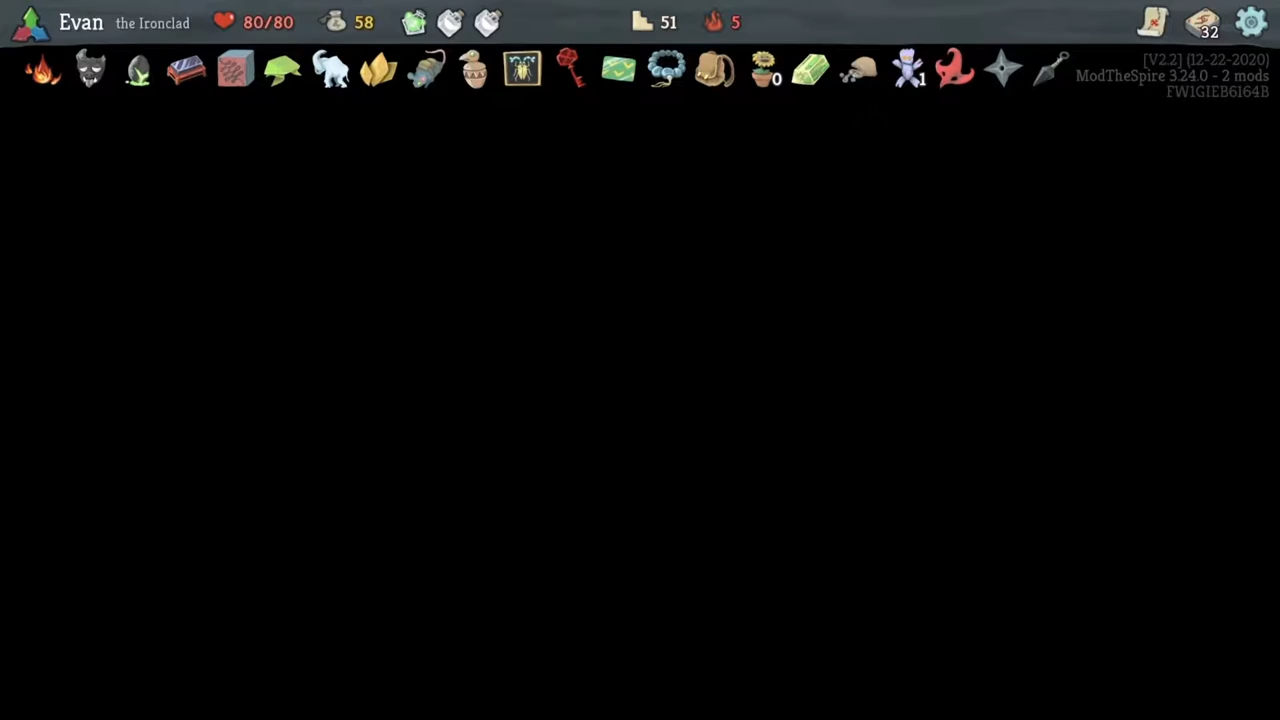 Evan the Ironclad 80/80 58 51 5 32
0 1 [V2.2] (12-22-2020)
ModTheSpire 3.24.0 - 2 mods
FW1GIEB6164B